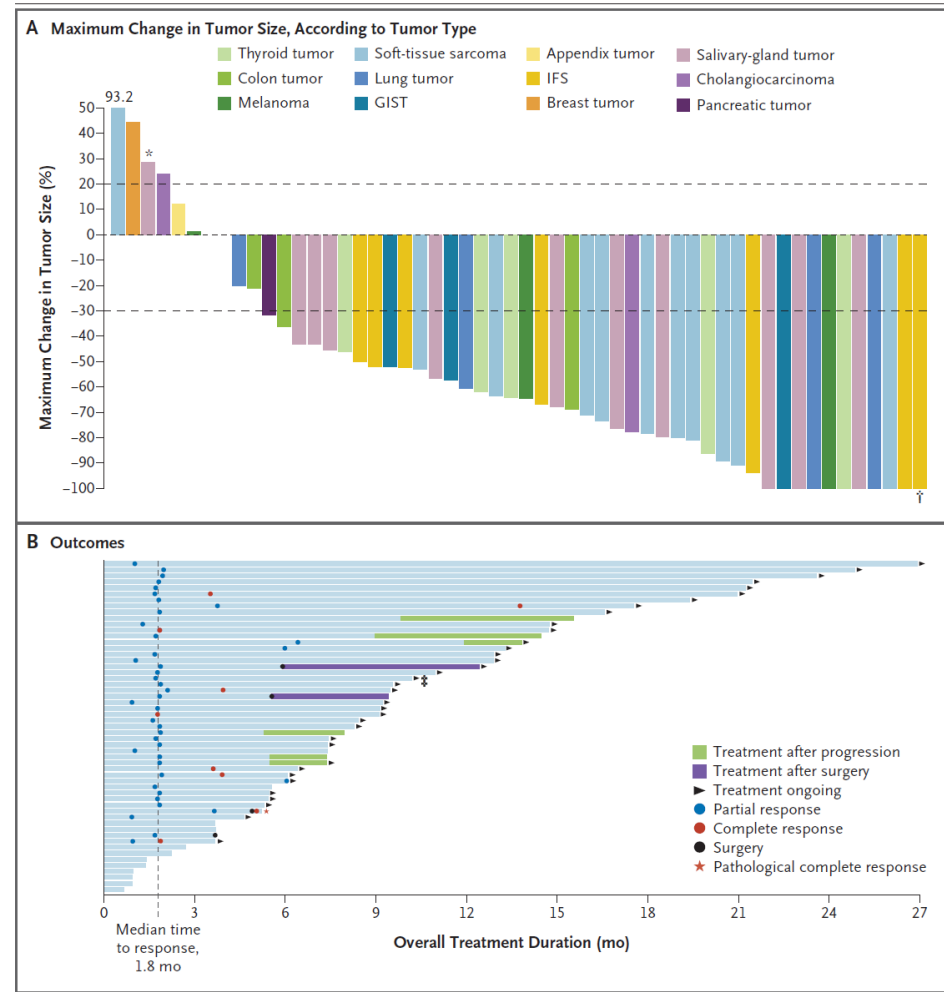 A Maximum Change in Tumor Size, According to Tumor Type
Thyroid tumor
Soft-tissue sarcoma
Appendix tumor
Salivary-gland tumor
Colon tumor
Lung tumor
IFS
Cholangiocarcinoma
Melanoma
GIST
Breast tumor
Pancreatic tumor
Maximum Change in Tumor Size (%)
50
40
30
20
10
0
−10
−20
−30
−40
−50
−60
−70
−80
−90
−100
93.2
*
†
B Outcomes
‡
Treatment after progression
Treatment after surgery
Treatment ongoing
Partial response
Complete response
Surgery
Pathological complete response
0 3 6 9 12 15 18 21 24 27
Median time
to response,
1.8 mo
Overall Treatment Duration (mo)